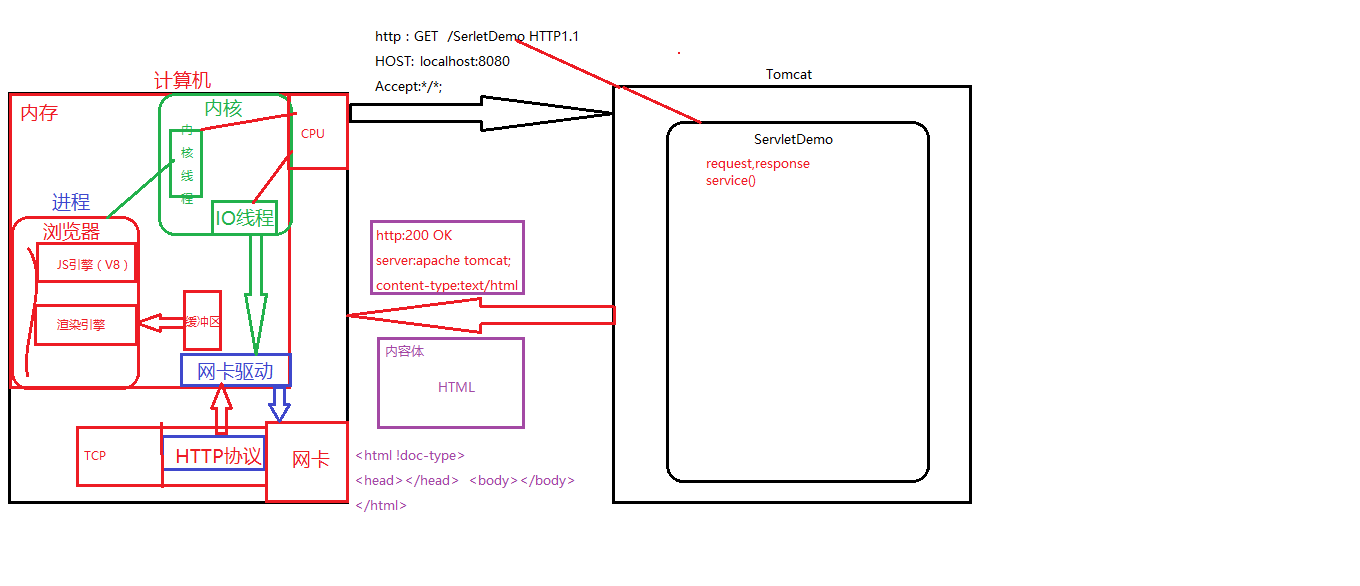 http : GET /SerletDemo HTTP1.1
HOST: localhost:8080
Accept:*/*;
Tomcat
计算机
内存
内核
CPU
内
核
线
程
ServletDemo
request,response
service()
进程
IO线程
浏览器
JS引擎（V8）
渲染引擎
缓冲区
http:200 OK
server:apache tomcat;
content-type:text/html
内容体
HTML
网卡驱动
TCP
HTTP协议
网卡
<html !doc-type>
<head></head> <body></body>
</html>